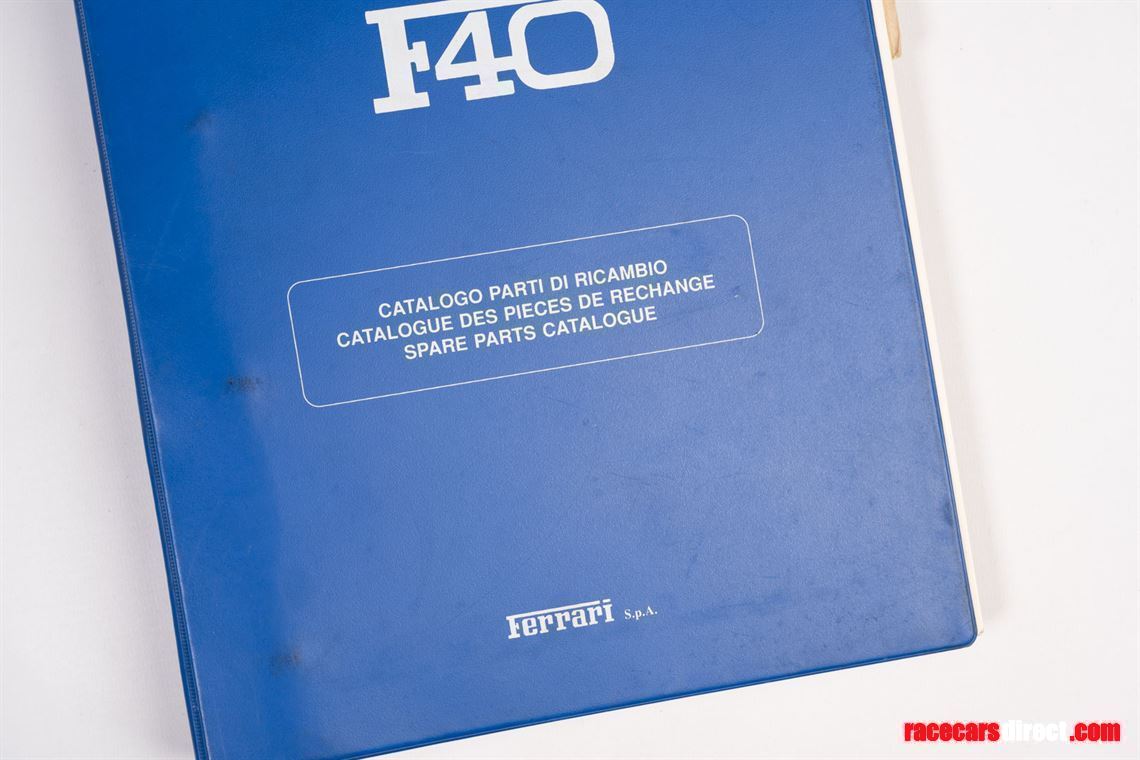 F40
CATALOGO PARTI DI RICAMBIO
CATALOGUE DES PIECES DE RECHANGE
SPARE PARTS CATALOGUE
Ferrari S.p.A.
racecarsdirect.com